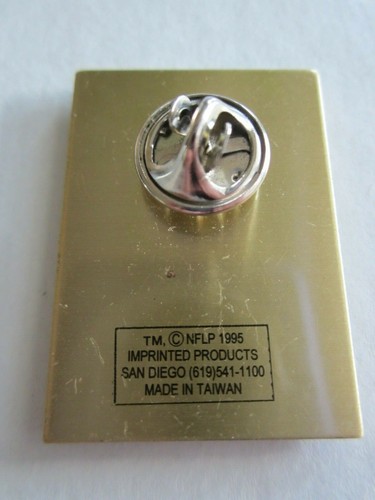 TM, Ⓒ NFLP 1995
IMPRINTED PRODUCTS
SAN DIEGO (619)541-1100
MADE IN TAIWAN